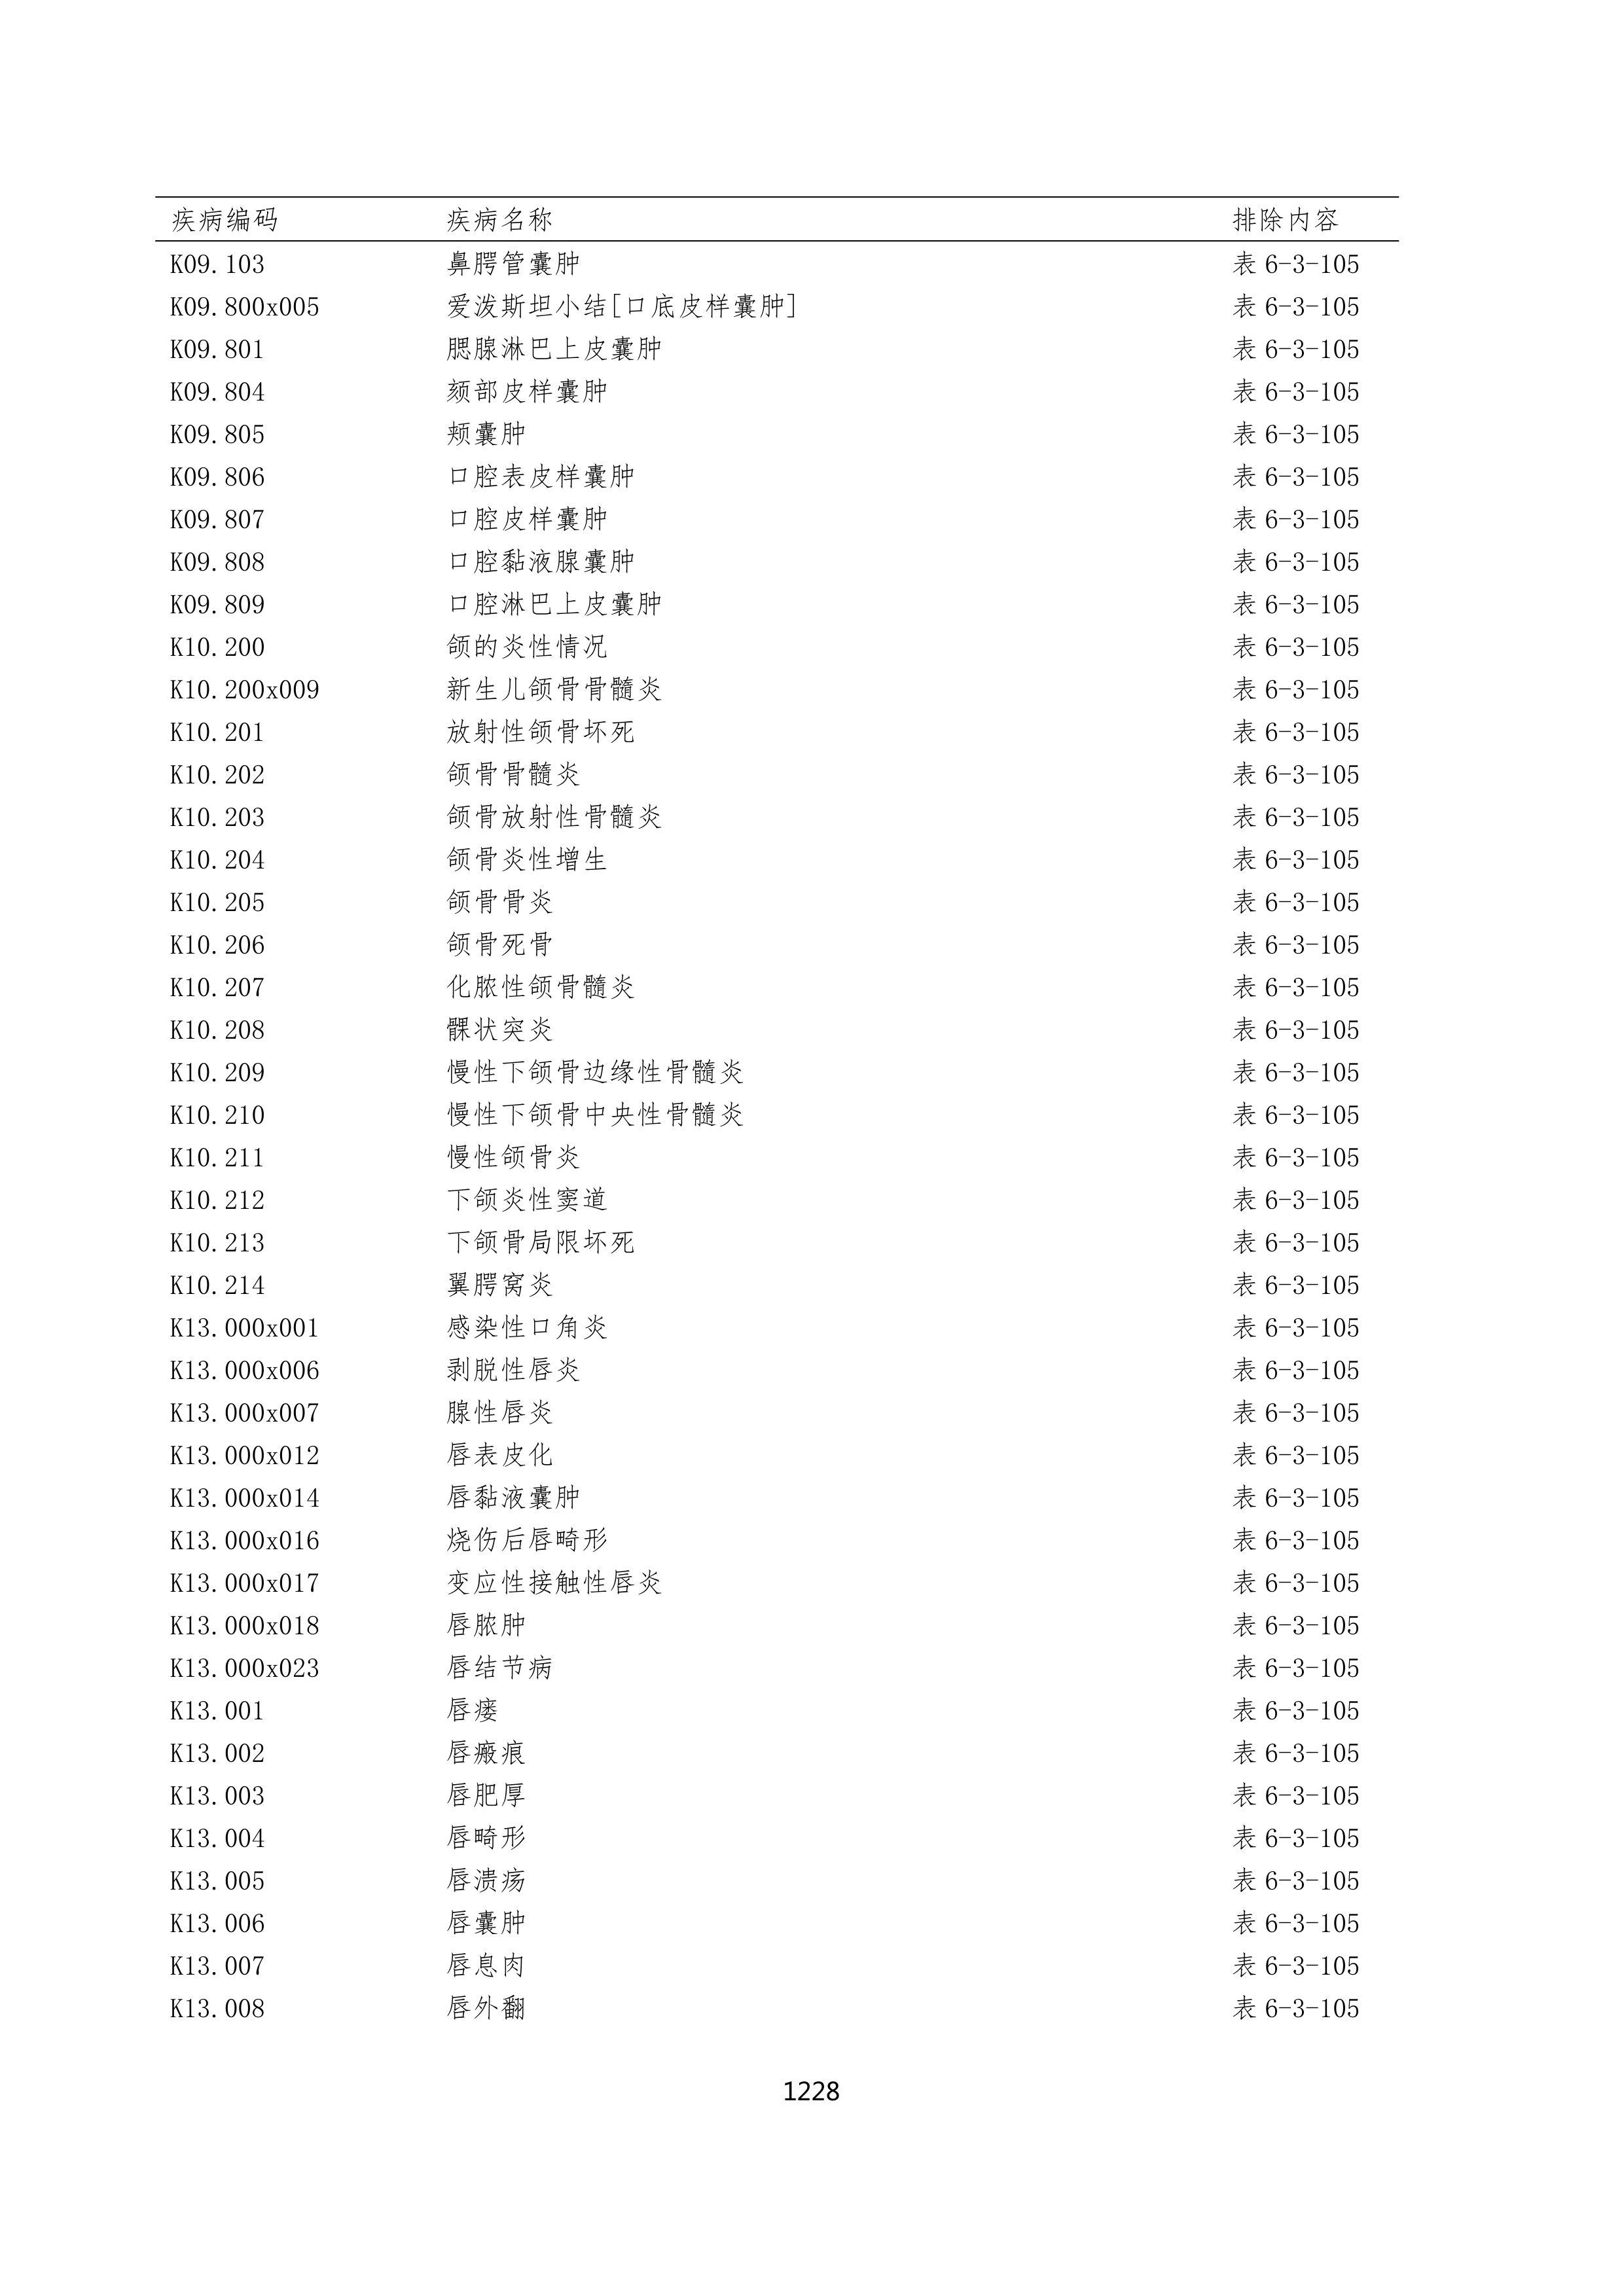 疾病编码 疾病名称 排除内容
K09.103 鼻腭管囊肿 表 6-3-105
K09.800x005 爱泼斯坦小结[口底皮样囊肿] 表 6-3-105
K09.801 腮腺淋巴上皮囊肿 表 6-3-105
K09.804 颏部皮样囊肿 表 6-3-105
K09.805 颊囊肿 表 6-3-105
K09.806 口腔表皮样囊肿 表 6-3-105
K09.807 口腔皮样囊肿 表 6-3-105
K09.808 口腔黏液腺囊肿 表 6-3-105
K09.809 口腔淋巴上皮囊肿 表 6-3-105
K10.200 颌的炎性情况 表 6-3-105
K10.200x009 新生儿颌骨骨髓炎 表 6-3-105
K10.201 放射性颌骨坏死 表 6-3-105
K10.202 颌骨骨髓炎 表 6-3-105
K10.203 颌骨放射性骨髓炎 表 6-3-105
K10.204 颌骨炎性增生 表 6-3-105
K10.205 颌骨骨炎 表 6-3-105
K10.206 颌骨死骨 表 6-3-105
K10.207 化脓性颌骨髓炎 表 6-3-105
K10.208 髁状突炎 表 6-3-105
K10.209 慢性下颌骨边缘性骨髓炎 表 6-3-105
K10.210 慢性下颌骨中央性骨髓炎 表 6-3-105
K10.211 慢性颌骨炎 表 6-3-105
K10.212 下颌炎性窦道 表 6-3-105
K10.213 下颌骨局限坏死 表 6-3-105
K10.214 翼腭窝炎 表 6-3-105
K13.000x001 感染性口角炎 表 6-3-105
K13.000x006 剥脱性唇炎 表 6-3-105
K13.000x007 腺性唇炎 表 6-3-105
K13.000x012 唇表皮化 表 6-3-105
K13.000x014 唇黏液囊肿 表 6-3-105
K13.000x016 烧伤后唇畸形 表 6-3-105
K13.000x017 变应性接触性唇炎 表 6-3-105
K13.000x018 唇脓肿 表 6-3-105
K13.000x023 唇结节病 表 6-3-105
K13.001 唇瘘 表 6-3-105
K13.002 唇瘢痕 表 6-3-105
K13.003 唇肥厚 表 6-3-105
K13.004 唇畸形 表 6-3-105
K13.005 唇溃疡 表 6-3-105
K13.006 唇囊肿 表 6-3-105
K13.007 唇息肉 表 6-3-105
K13.008 唇外翻 表 6-3-105
1228